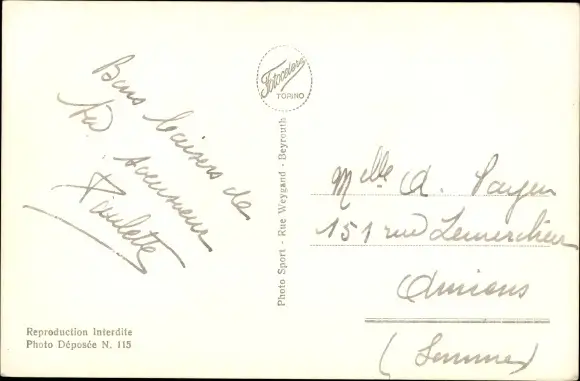 Bons baisers de
ta
Paulette
Fotocelere
TORINO
Photo Sport - Rue Weygand - Beyrouth
Mlle A. Payen
151 rue Lemerchier
Amiens
(Somme)
Reproduction Interdite
Photo Déposée N. 115